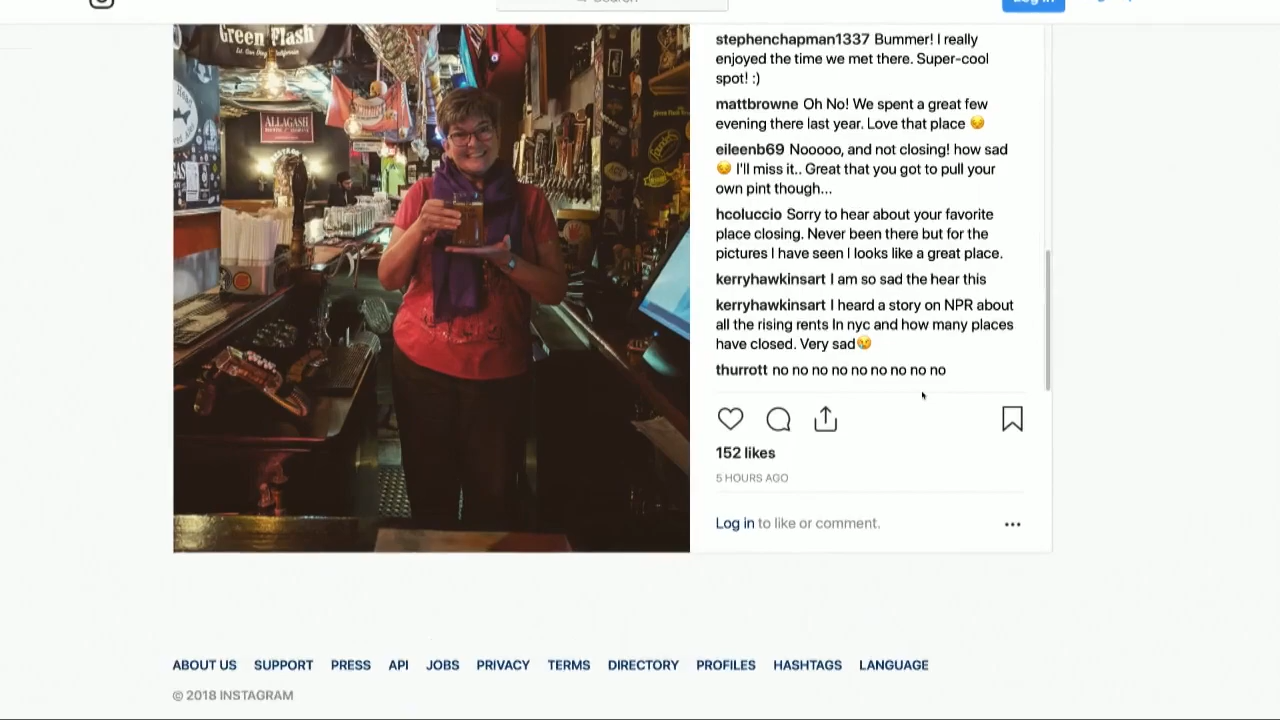 Log in
Search
Green Flash
Est. San Diego, California
ALLAGASH
stephenchapman1337 Bummer! I really
enjoyed the time we met there. Super-cool
spot! :)
mattbrowne Oh No! We spent a great few
evening there last year. Love that place 😔
eileenb69 Nooooo, and not closing! how sad
😔 I'll miss it.. Great that you got to pull your
own pint though...
hcoluccio Sorry to hear about your favorite
place closing. Never been there but for the
pictures I have seen I looks like a great place.
kerryhawkinsart I am so sad the hear this
kerryhawkinsart I heard a story on NPR about
all the rising rents In nyc and how many places
have closed. Very sad😢
thurrott no no no no no no no no no
152 likes
5 HOURS AGO
Log in to like or comment.
ABOUT US SUPPORT PRESS API JOBS PRIVACY TERMS DIRECTORY PROFILES HASHTAGS LANGUAGE
© 2018 INSTAGRAM